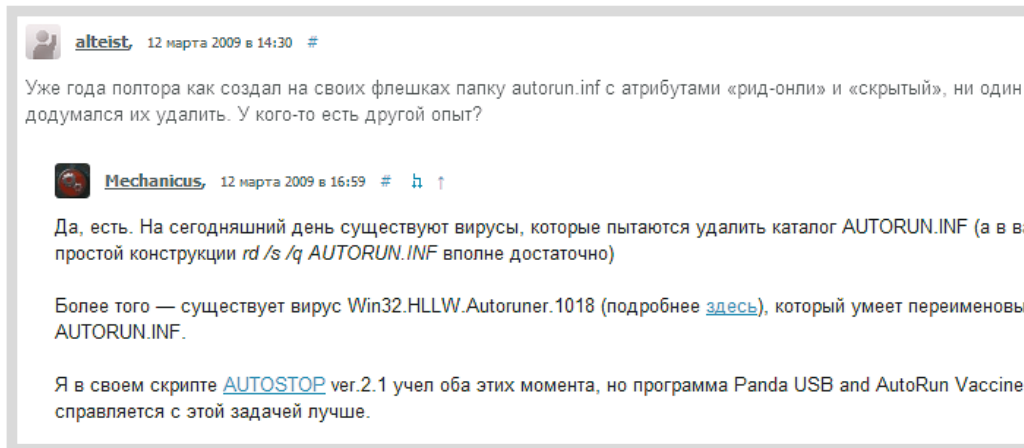 alteist, 12 марта 2009 в 14:30 #
Уже года полтора как создал на своих флешках папку autorun.inf с атрибутами «рид-онли» и «скрытый», ни один
додумался их удалить. У кого-то есть другой опыт?
Mechanicus, 12 марта 2009 в 16:59 # ↑
Да, есть. На сегодняшний день существуют вирусы, которые пытаются удалить каталог AUTORUN.INF (а в
простой конструкции rd /s /q AUTORUN.INF вполне достаточно)
Более того — существует вирус Win32.HLLW.Autoruner.1018 (подробнее здесь), который умеет переименовы
AUTORUN.INF.
Я в своем скрипте AUTOSTOP ver.2.1 учел оба этих момента, но программа Panda USB and AutoRun Vaccine
справляется с этой задачей лучше.